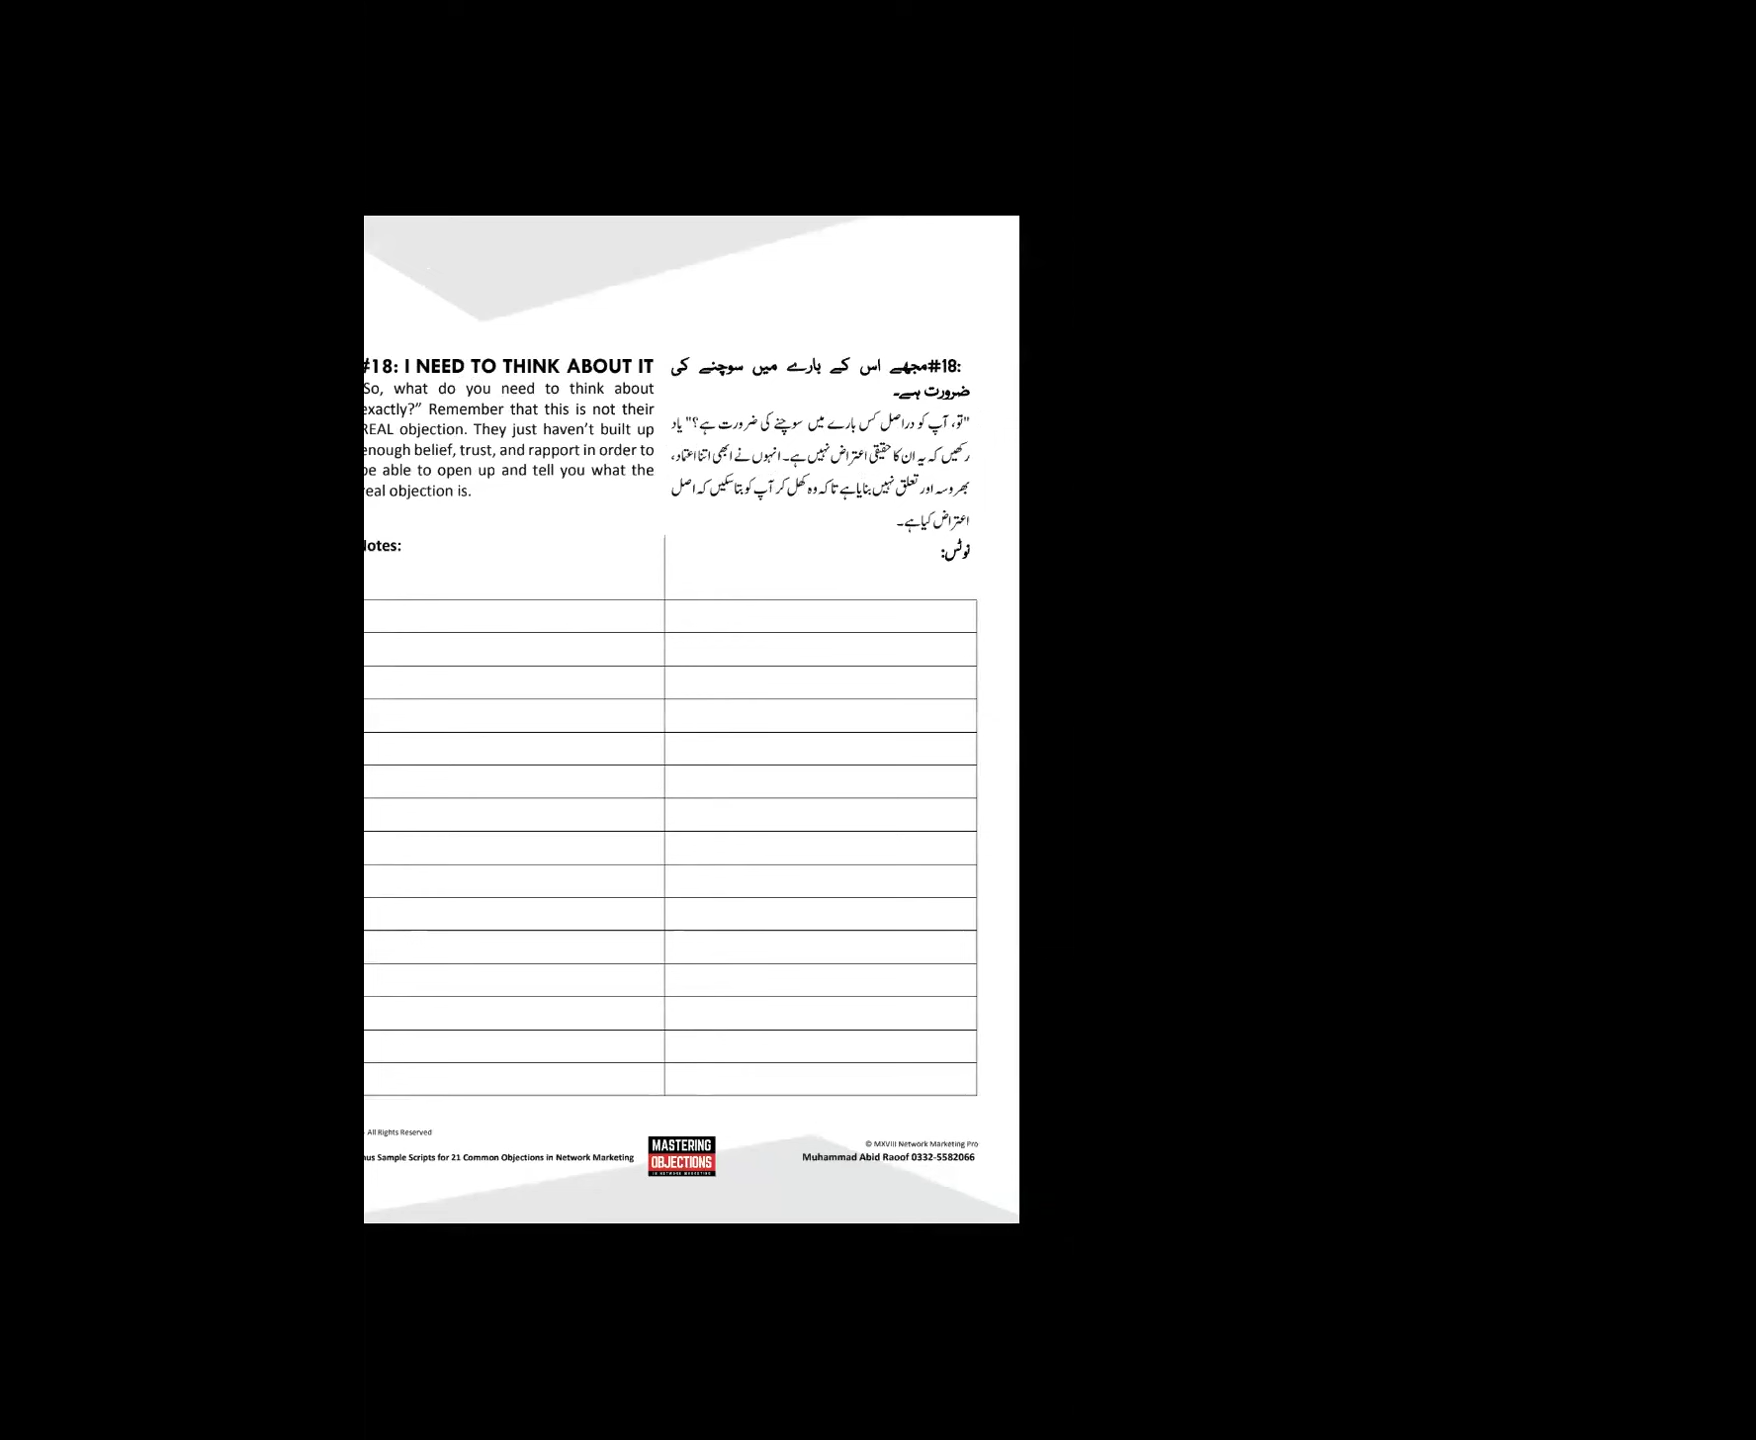 #18: I NEED TO THINK ABOUT IT
So, what do you need to think about
exactly?” Remember that this is not their
REAL objection. They just haven’t built up
enough belief, trust, and rapport in order to
be able to open up and tell you what the
real objection is.
Notes:
#18: مجھے اس کے بارے میں سوچنے کی
ضرورت ہے۔
"تو، آپ کو دراصل کس بارے میں سوچنے کی ضرورت ہے؟" یاد
رکھیں کہ یہ ان کا حقیقی اعتراض نہیں ہے۔ انہوں نے ابھی اتنا اعتماد،
بھروسہ اور تعلق نہیں بنایا ہے تاکہ وہ کھل کر آپ کو بتا سکیں کہ اصل
اعتراض کیا ہے۔
نوٹس:
All Rights Reserved
nus Sample Scripts for 21 Common Objections in Network Marketing
MASTERING
OBJECTIONS
IN NETWORK MARKETING
© MXVIII Network Marketing Pro
Muhammad Abid Raoof 0332-5582066